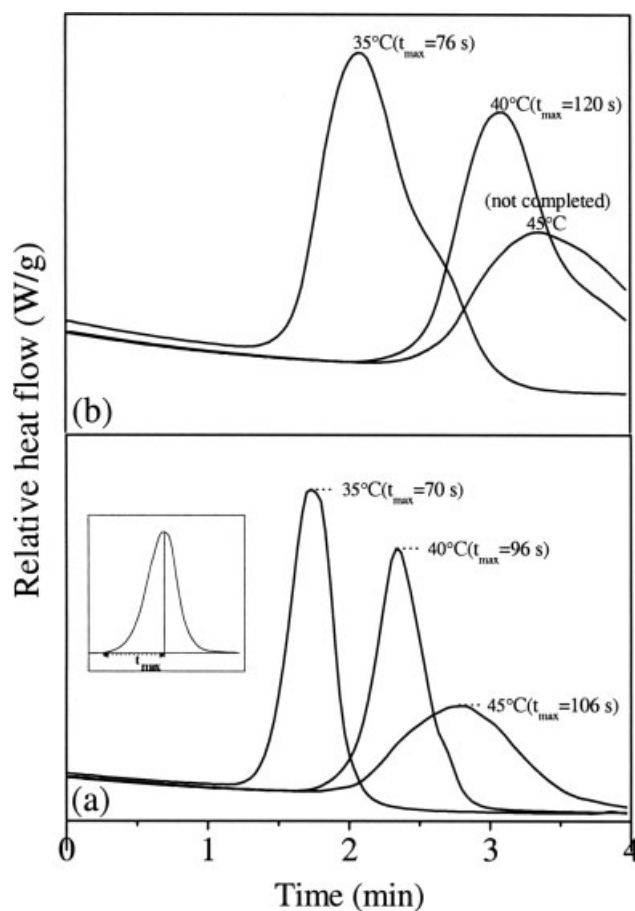 35°C(tmax=76 s)
40°C(tmax=120 s)
(not completed)
45°C
(b)
Relative heat flow (W/g)
35°C(tmax=70 s)
40°C(tmax=96 s)
tmax
45°C(tmax=106 s)
(a)
0 1 2 3 4
Time (min)